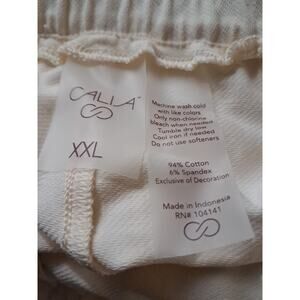 CALIA™
XXL
Machine wash cold
with like colors
Only non-chlorine
bleach when needed
Tumble dry low
Cool iron if needed
Do not use softeners
94% Cotton
6% Spandex
Exclusive of Decoration
Made in Indonesia
RN# 104141